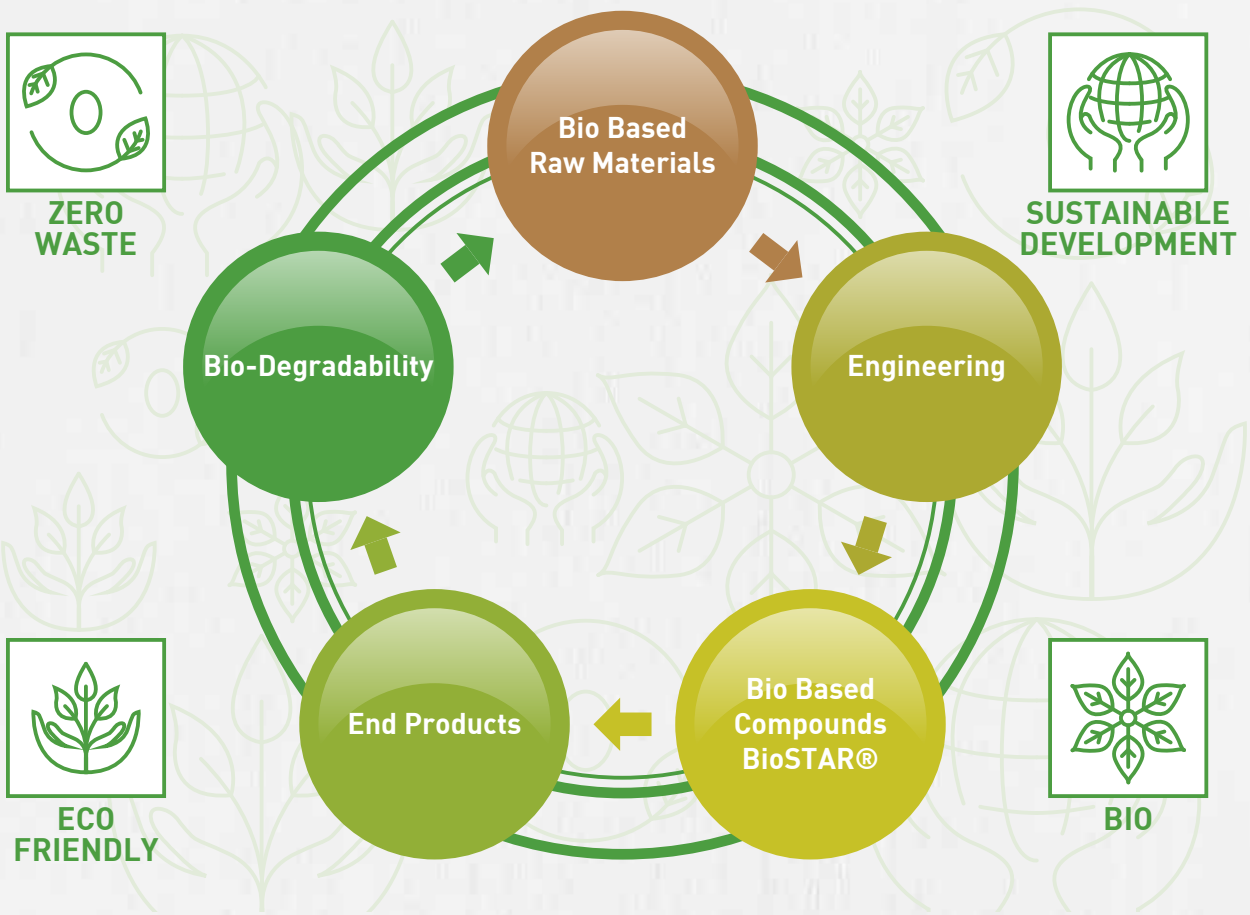 Bio Based
Raw Materials
ZERO
WASTE
SUSTAINABLE
DEVELOPMENT
Bio-Degradability
Engineering
Bio Based
Compounds
BioSTAR®
End Products
ECO
FRIENDLY
BIO